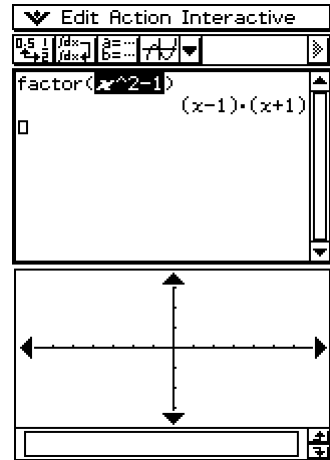 Edit Action Interactive
factor(x^2-1)
(x-1)·(x+1)